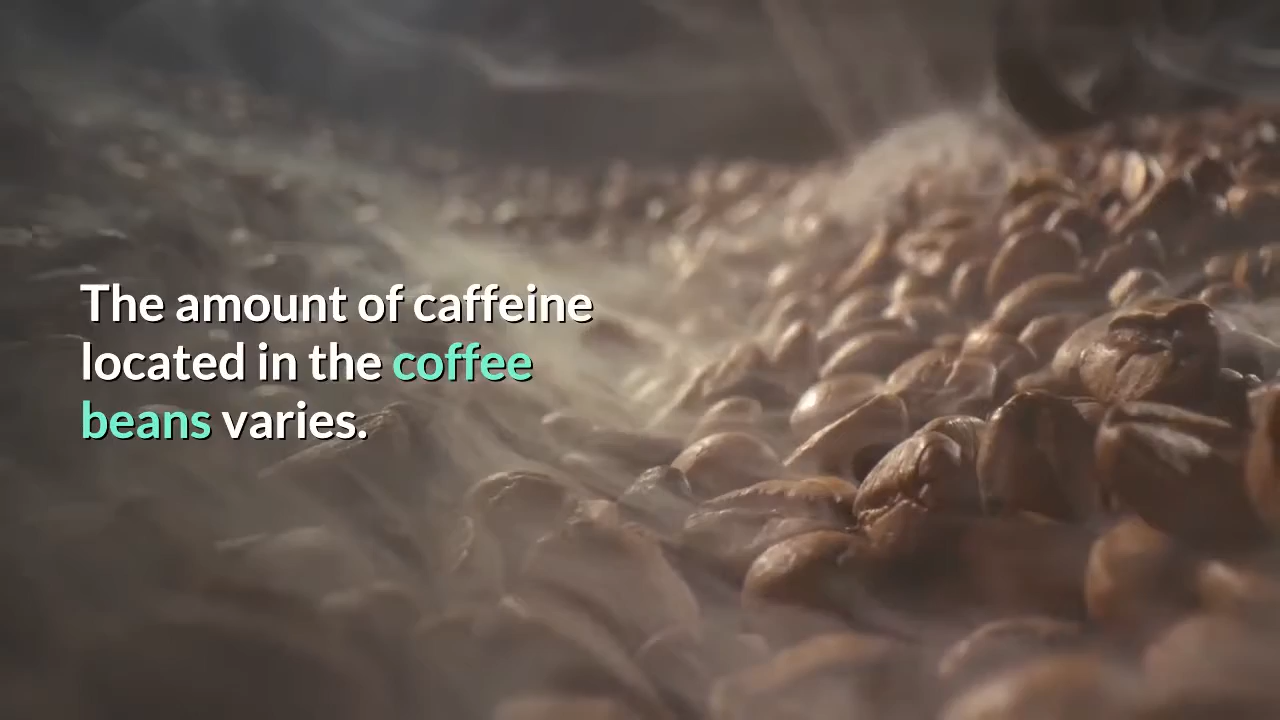 The amount of caffeine
located in the coffee
beans varies.